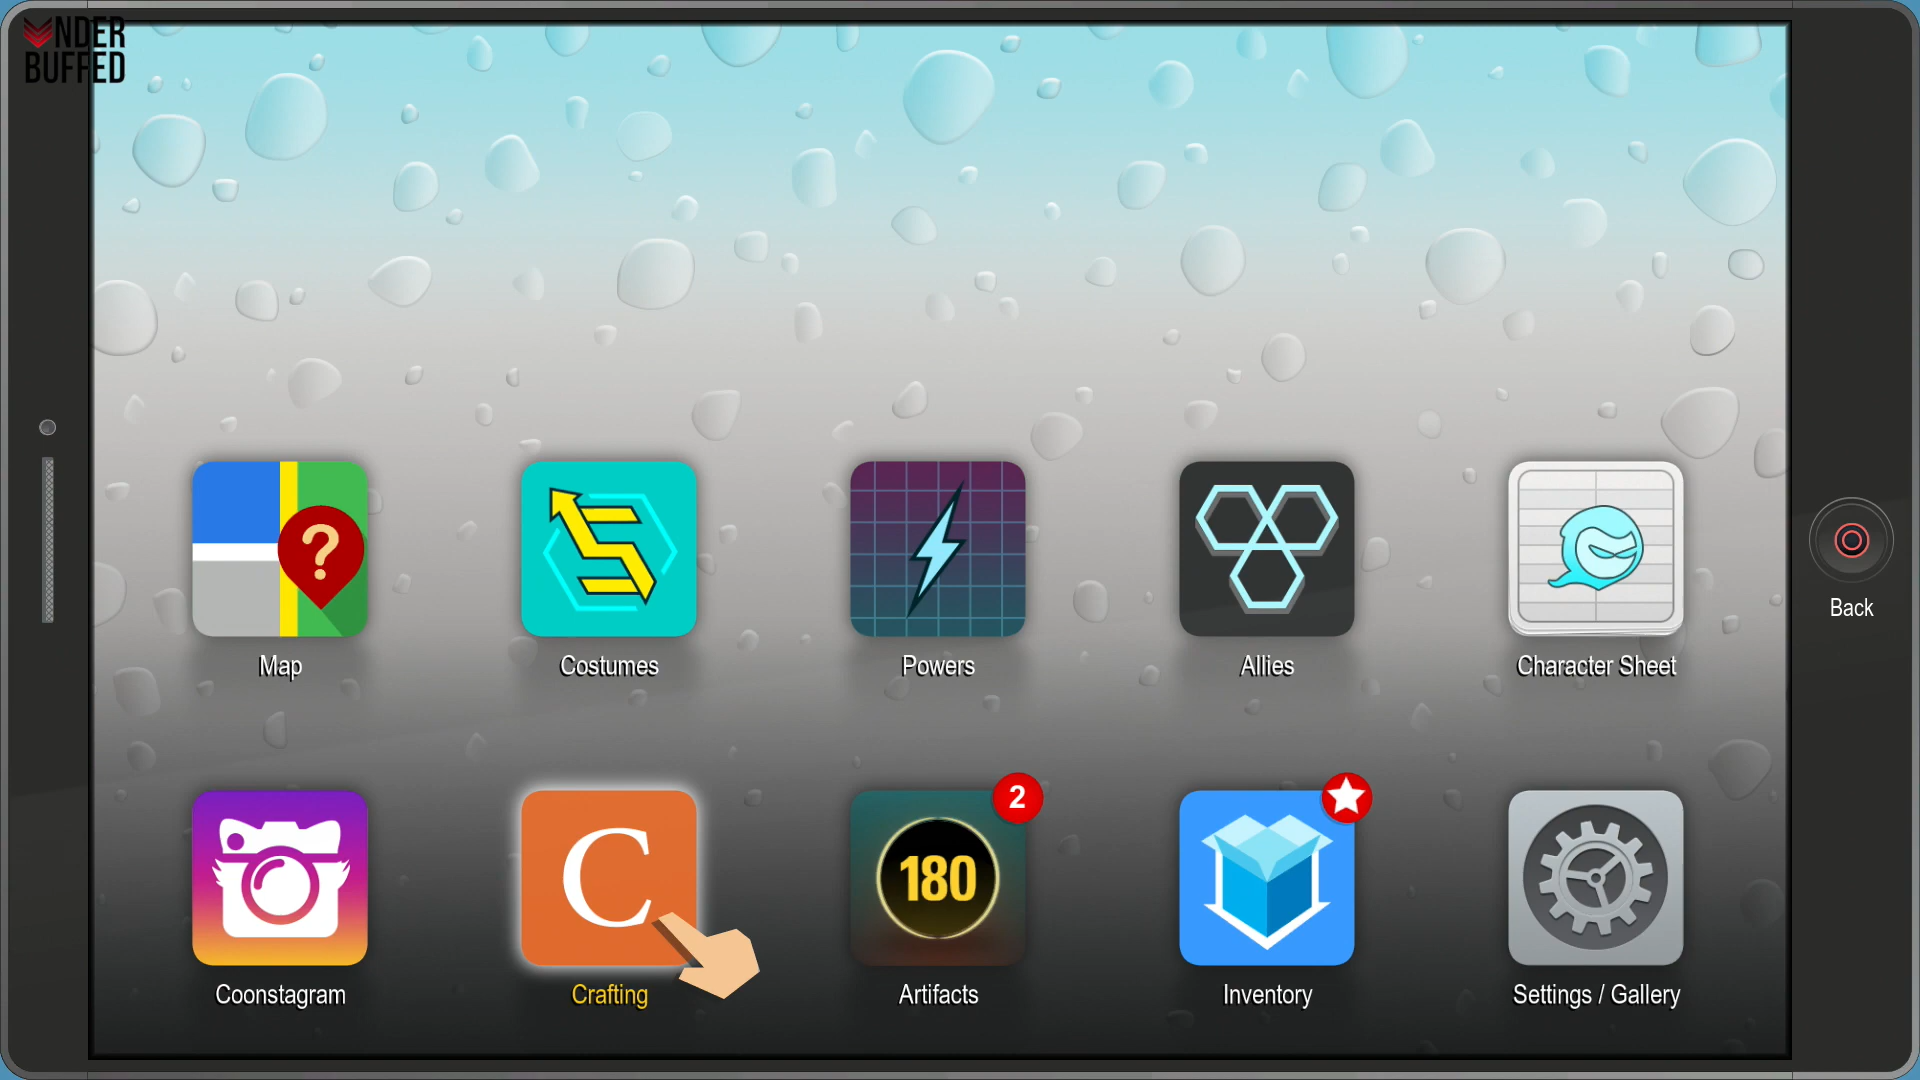 UNDER
BUFFED
?
Map
Costumes
Powers
Allies
Character Sheet
Back
C
2
180
Coonstagram
Crafting
Artifacts
Inventory
Settings / Gallery